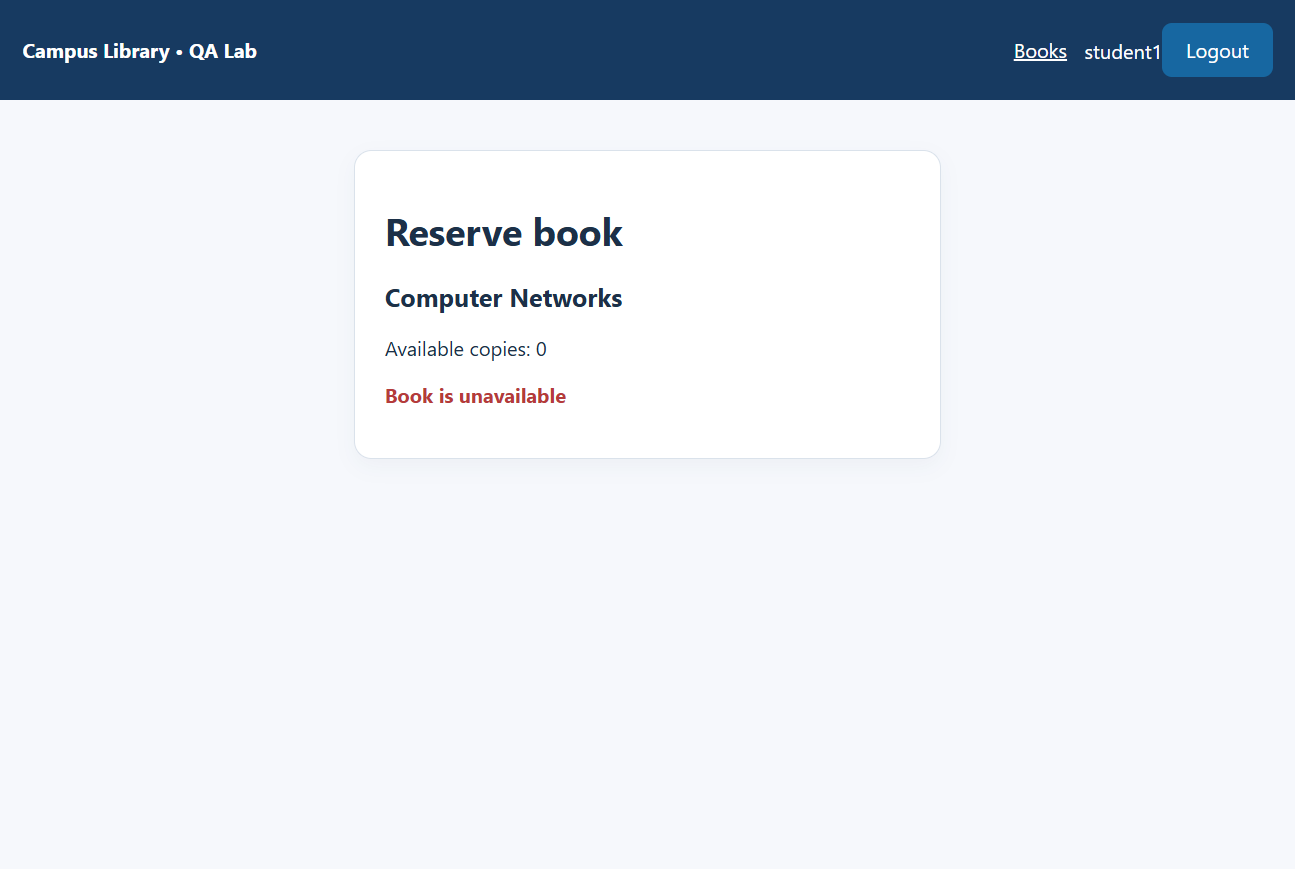 Campus Library • QA Lab
Books student1 Logout
Reserve book
Computer Networks
Available copies: 0
Book is unavailable